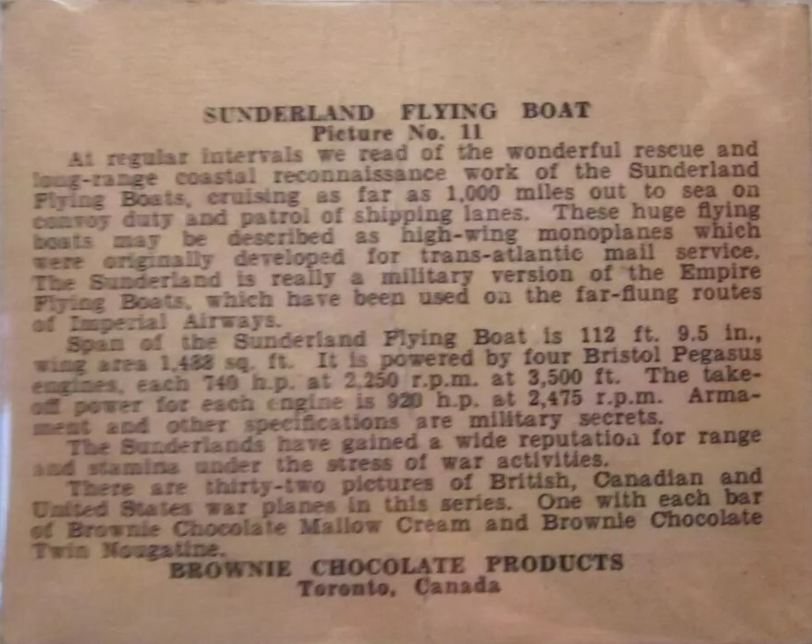 SUNDERLAND FLYING BOAT
Picture No. 11
At regular intervals we read of the wonderful rescue and
long-range coastal reconnaissance work of the Sunderland
Flying Boats, cruising as far as 1,000 miles out to sea on
convoy duty and patrol of shipping lanes. These huge flying
boats may be described as high-wing monoplanes which
were originally developed for trans-atlantic mail service.
The Sunderland is really a military version of the Empire
Flying Boats, which have been used on the far-flung routes
of Imperial Airways.
Span of the Sunderland Flying Boat is 112 ft. 9.5 in.,
wing area 1,488 sq. ft. It is powered by four Bristol Pegasus
engines, each 740 h.p. at 2,250 r.p.m. at 3,500 ft. The take-
off power for each engine is 920 h.p. at 2,475 r.p.m. Arma-
ment and other specifications are military secrets.
The Sunderlands have gained a wide reputation for range
and stamina under the stress of war activities.
There are thirty-two pictures of British, Canadian and
United States war planes in this series. One with each bar
of Brownie Chocolate Mallow Cream and Brownie Chocolate
Twin Nougatine.
BROWNIE CHOCOLATE PRODUCTS
Toronto, Canada